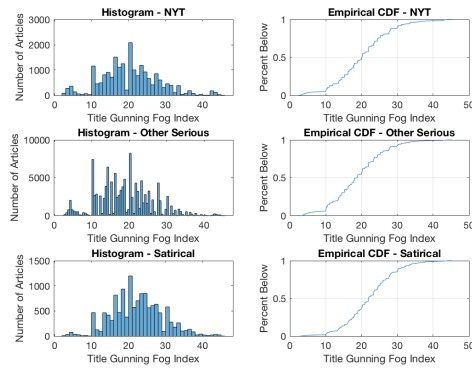 Histogram - NYT
Number of Articles
3000
2000
1000
0
0 10 20 30 40
Title Gunning Fog Index
Empirical CDF - NYT
Percent Below
1
0.5
0
0 10 20 30 40 50
Title Gunning Fog Index
Histogram - Other Serious
Number of Articles
10000
5000
0
0 10 20 30 40
Title Gunning Fog Index
Empirical CDF - Other Serious
Percent Below
1
0.5
0
0 10 20 30 40 50
Title Gunning Fog Index
Histogram - Satirical
Number of Articles
1500
1000
500
0
0 10 20 30 40
Title Gunning Fog Index
Empirical CDF - Satirical
Percent Below
1
0.5
0
0 10 20 30 40 50
Title Gunning Fog Index